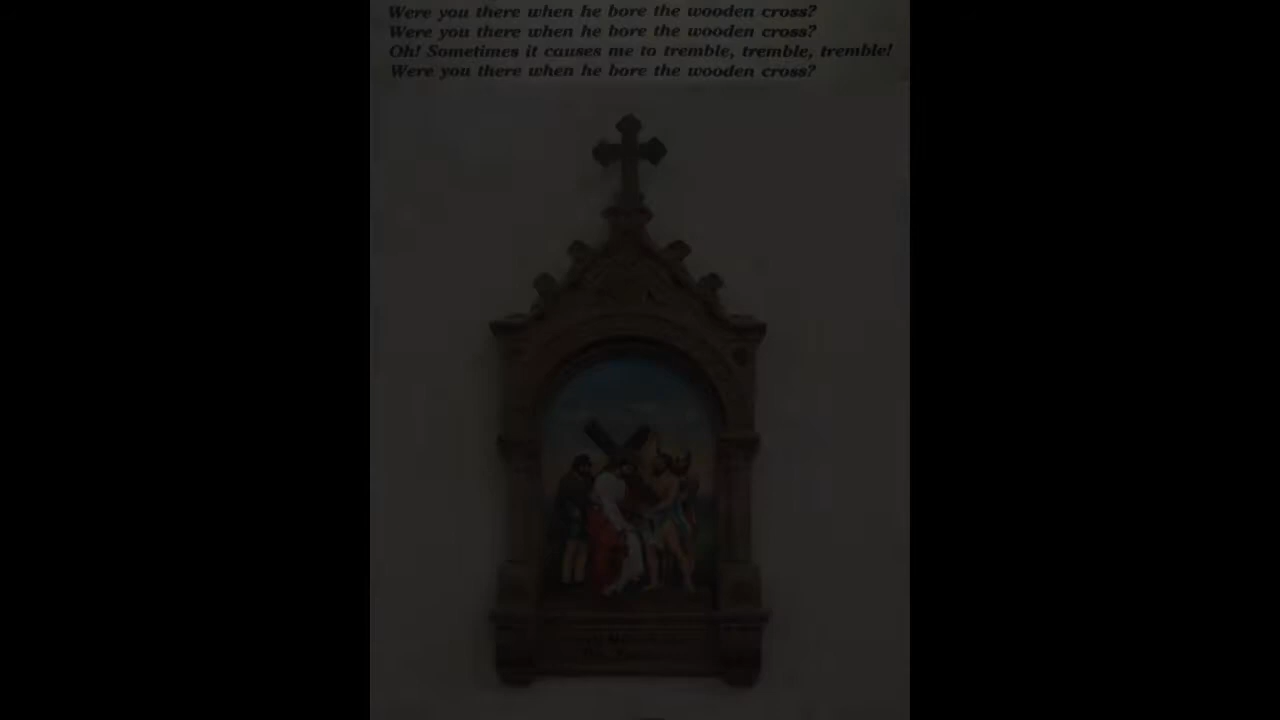 Were you there when he bore the wooden cross?
Were you there when he bore the wooden cross?
Oh! Sometimes it causes me to tremble, tremble, tremble!
Were you there when he bore the wooden cross?